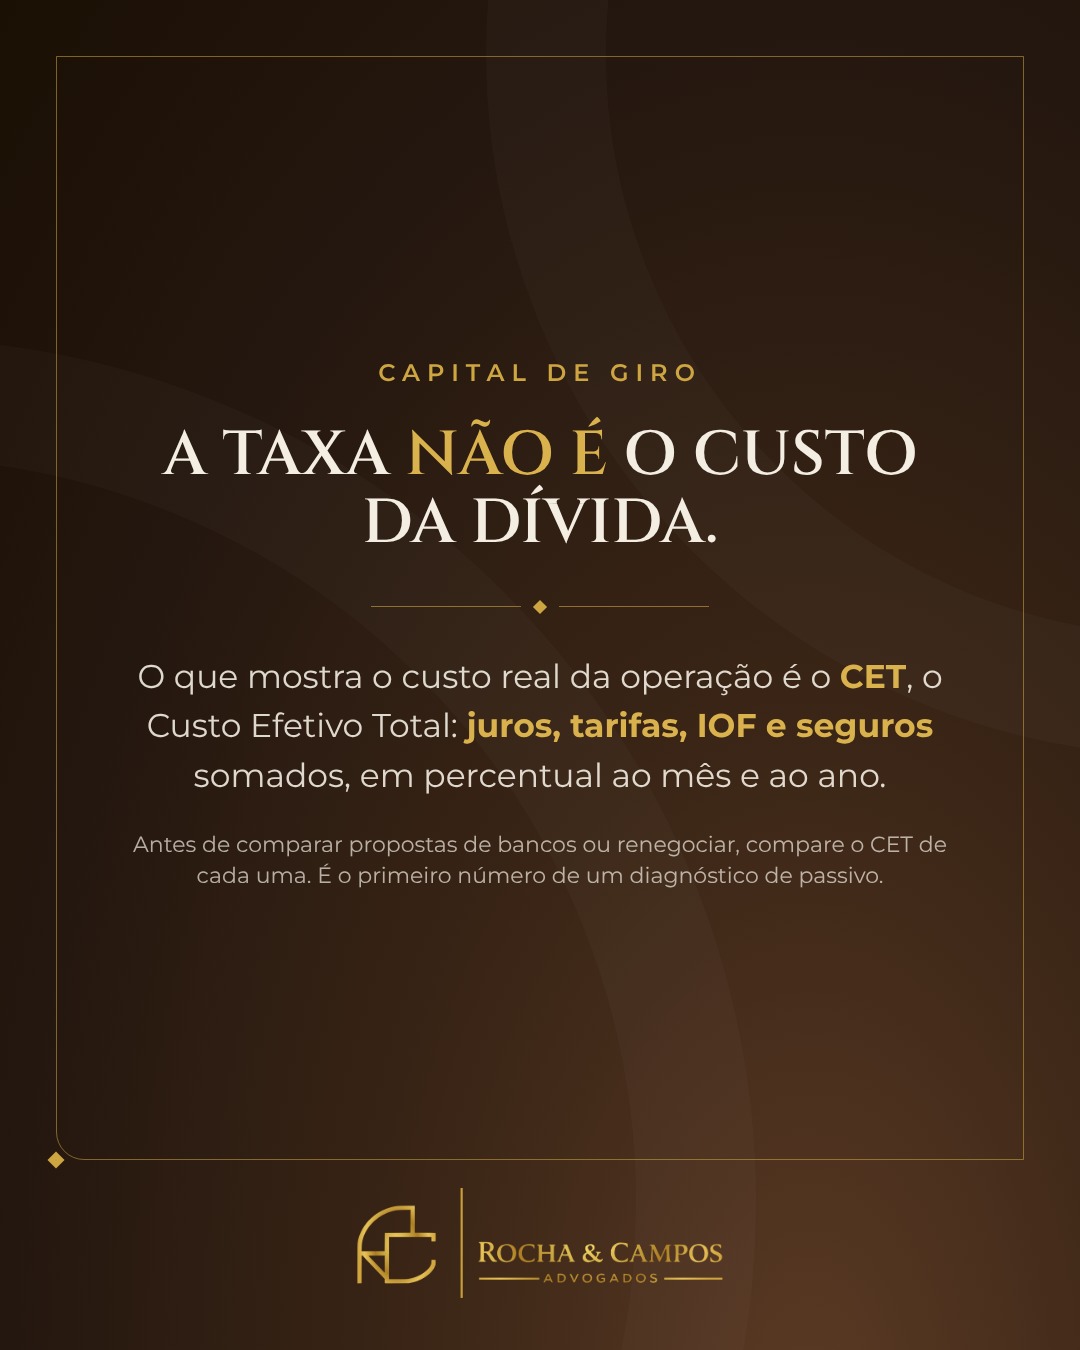 CAPITAL DE GIRO
A TAXA NÃO É O CUSTO
DA DÍVIDA.
O que mostra o custo real da operação é o CET, o
Custo Efetivo Total: juros, tarifas, IOF e seguros
somados, em percentual ao mês e ao ano.
Antes de comparar propostas de bancos ou renegociar, compare o CET de
cada uma. É o primeiro número de um diagnóstico de passivo.
ROCHA & CAMPOS
ADVOGADOS